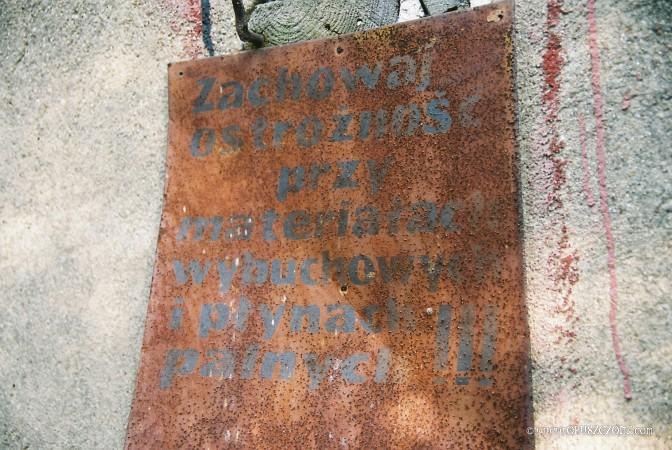 Zachowaj
ostrożność
przy
materiałach
wybuchowych
i płynach
palnych !!!